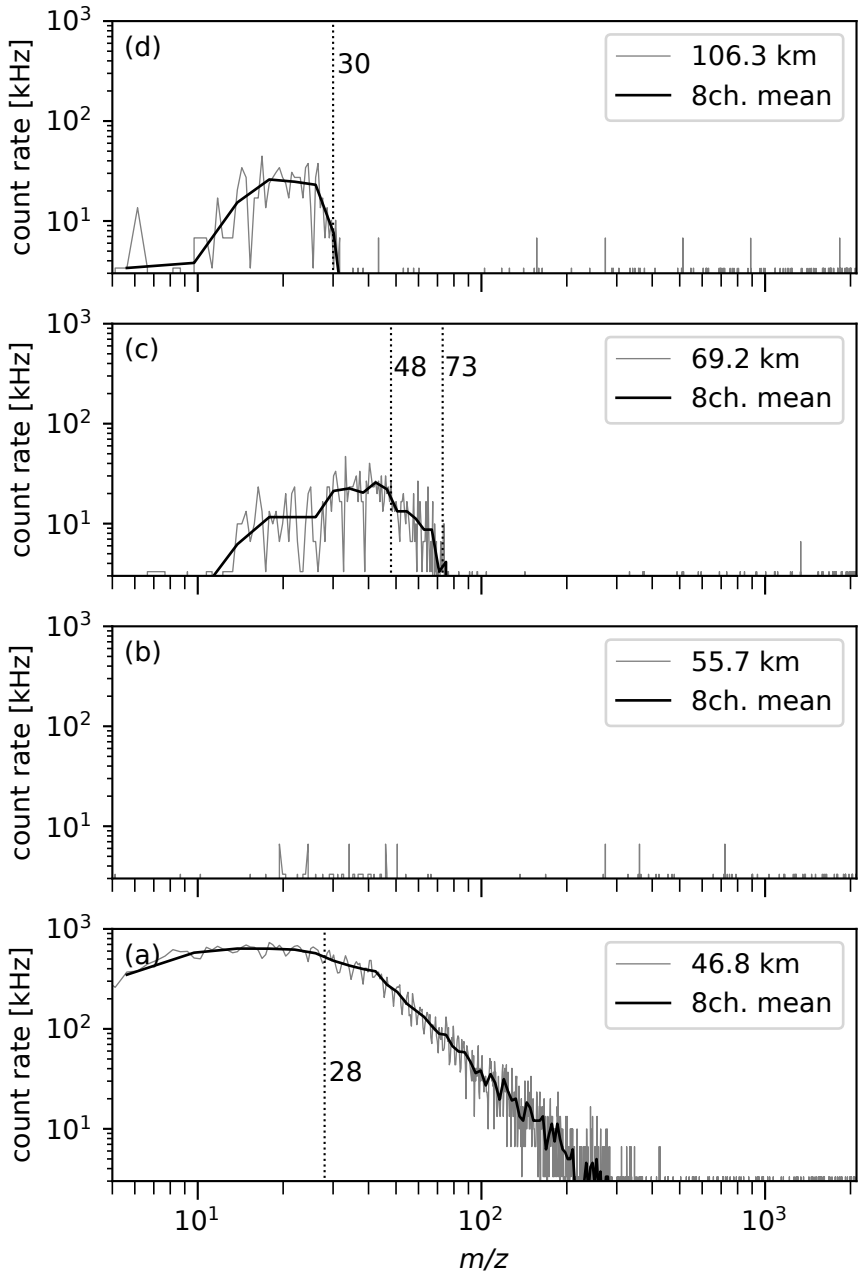 (d)
30
106.3 km
8ch. mean
10³
10²
10¹
count rate [kHz]
(c)
48
73
69.2 km
8ch. mean
10³
10²
10¹
count rate [kHz]
(b)
55.7 km
8ch. mean
10³
10²
10¹
count rate [kHz]
(a)
28
46.8 km
8ch. mean
10³
10²
10¹
count rate [kHz]
10¹ 10² 10³
m/z